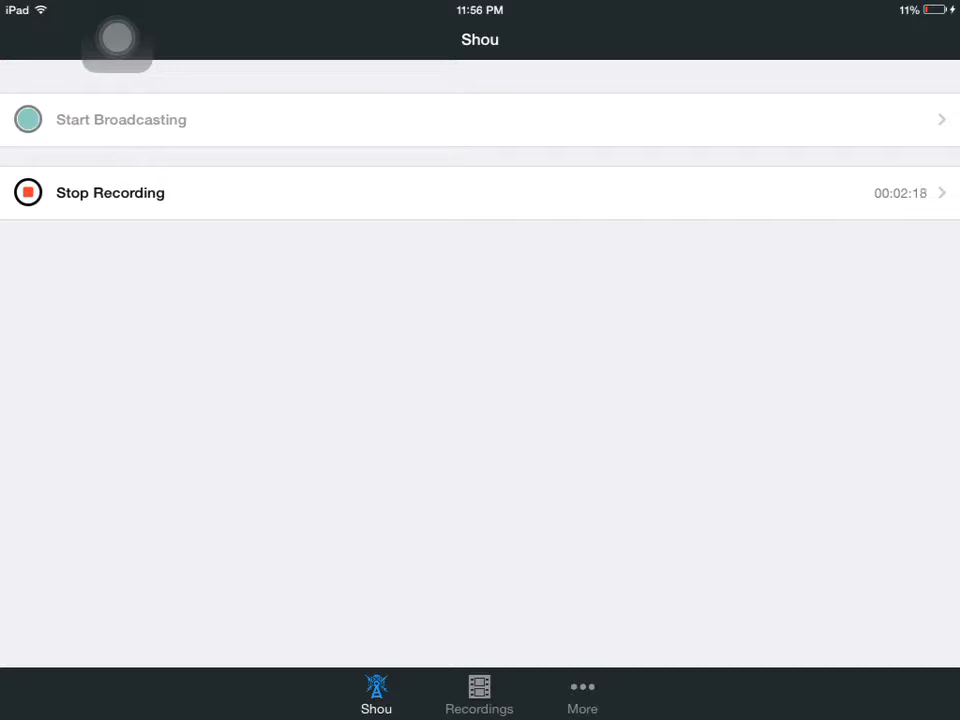 iPad 11:56 PM 11%
Shou
Start Broadcasting
Stop Recording 00:02:18
Shou Recordings More